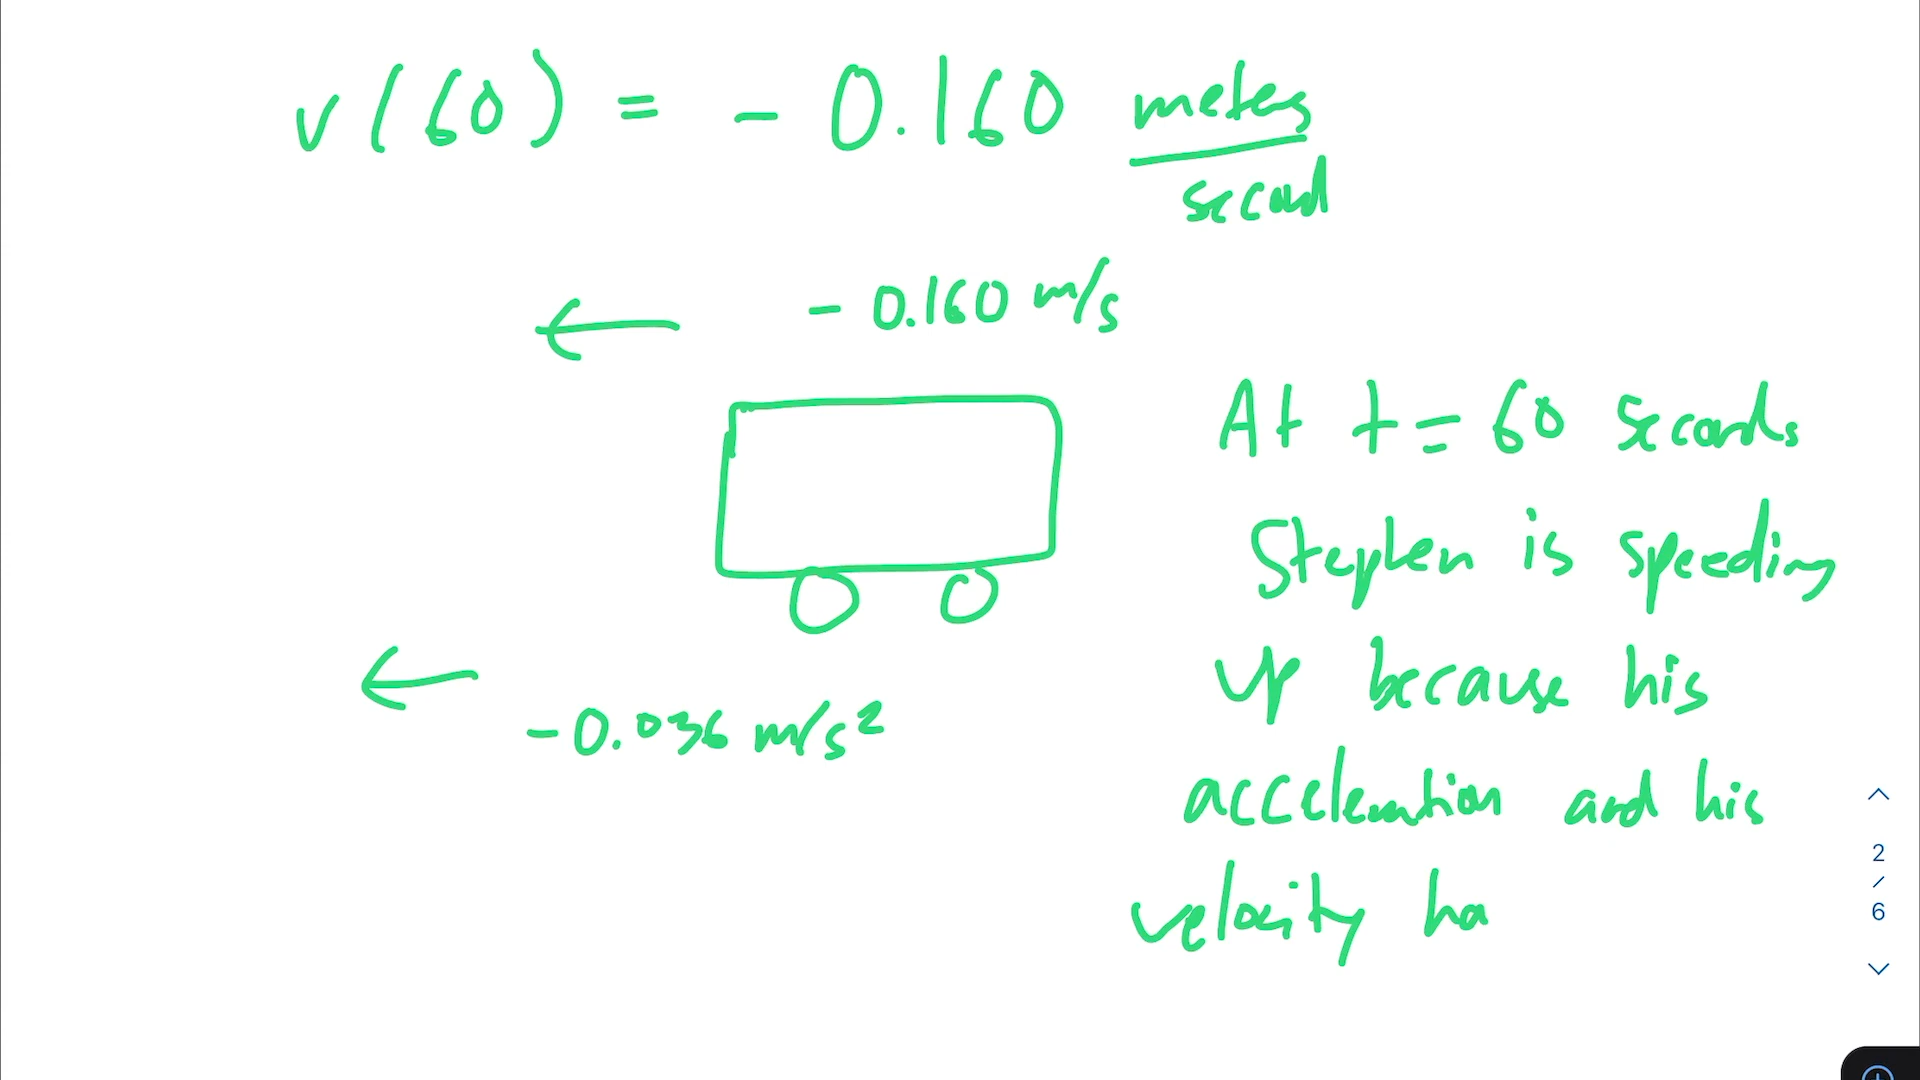 v(60) = - 0.160 meters
second
- 0.160 m/s
At t = 60 seconds
Stephen is speeding
up because his
-0.036 m/s²
acceleration and his
velocity ha
2
/
6